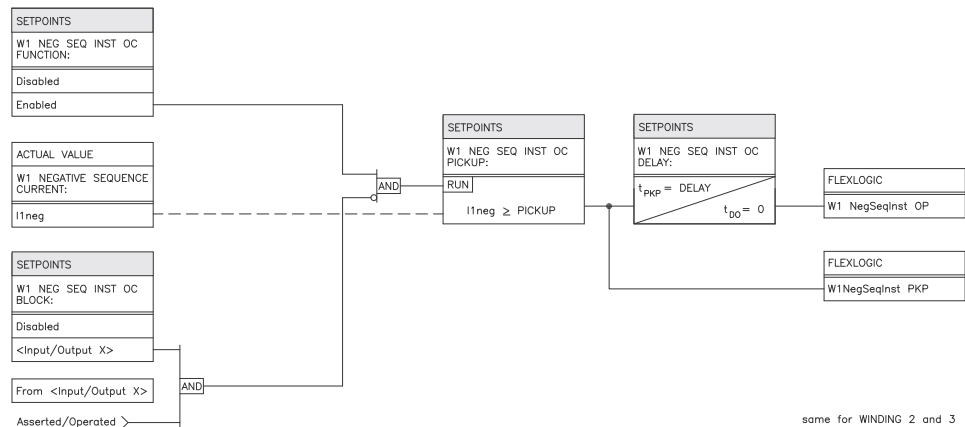 SETPOINTS
W1 NEG SEQ INST OC
FUNCTION:
Disabled
Enabled
ACTUAL VALUE
W1 NEGATIVE SEQUENCE
CURRENT:
I1neg
SETPOINTS
W1 NEG SEQ INST OC
BLOCK:
Disabled
<Input/Output X>
From <Input/Output X>
Asserted/Operated
AND
AND
SETPOINTS
W1 NEG SEQ INST OC
PICKUP:
RUN
I1neg ≥ PICKUP
SETPOINTS
W1 NEG SEQ INST OC
DELAY:
tPKP = DELAY
tDO = 0
FLEXLOGIC
W1 NegSeqInst OP
FLEXLOGIC
W1NegSeqInst PKP
same for WINDING 2 and 3